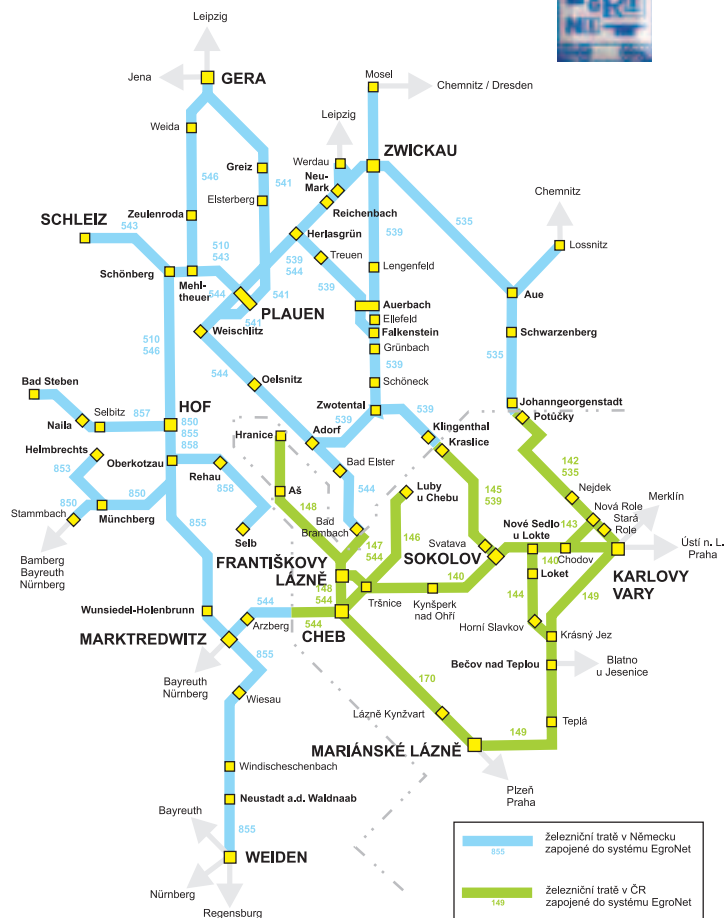 Leipzig
Jena
GERA
Mosel
Chemnitz / Dresden
Leipzig
Weida
ZWICKAU
Greiz
Werdau
546
541
Neu-
Mark
Elsterberg
Chemnitz
Zeulenroda
Reichenbach
SCHLEIZ
543
535
Herlasgrün
539
510
543
Lossnitz
Treuen
539
544
Schönberg
Mehl-
theuer
Lengenfeld
539
544
541
Aue
PLAUEN
Auerbach
541
Ellefeld
Weischlitz
Falkenstein
Schwarzenberg
510
546
Grünbach
535
539
544
Oelsnitz
Schöneck
Bad Steben
Johanngeorgenstadt
HOF
Zwotental
Selbitz
857
Potůčky
Naila
850
855
858
539
539
Klingenthal
Hranice
Adorf
Kraslice
Helmbrechts
142
535
Oberkotzau
Bad Elster
853
Rehau
850
858
Aš
148
544
Luby
u Chebu
145
539
Nejdek
Merklín
850
Nová Role
Stará
Role
Stammbach
Münchberg
Bad
Brambach
Selb
855
Nové Sedlo
u Lokte
143
146
147
544
Svatava
SOKOLOV
Ústí n. L.
Praha
Bamberg
Bayreuth
Nürnberg
FRANTIŠKOVY
LÁZNĚ
140
Chodov
KARLOVY
VARY
140
Loket
148
544
Tršnice
Kynšperk
nad Ohří
144
149
544
Wunsiedel-Holenbrunn
Arzberg
544
CHEB
Horní Slavkov
MARKTREDWITZ
Krásný Jez
855
Bečov nad Teplou
Blatno
u Jesenice
Bayreuth
Nürnberg
170
Wiesau
Lázně Kynžvart
Teplá
MARIÁNSKÉ LÁZNĚ
149
Windischeschenbach
Plzeň
Praha
Neustadt a.d. Waldnaab
Bayreuth
855
železniční tratě v Německu
855
zapojené do systému EgroNet
WEIDEN
Nürnberg
železniční tratě v ČR
149
zapojené do systému EgroNet
Regensburg